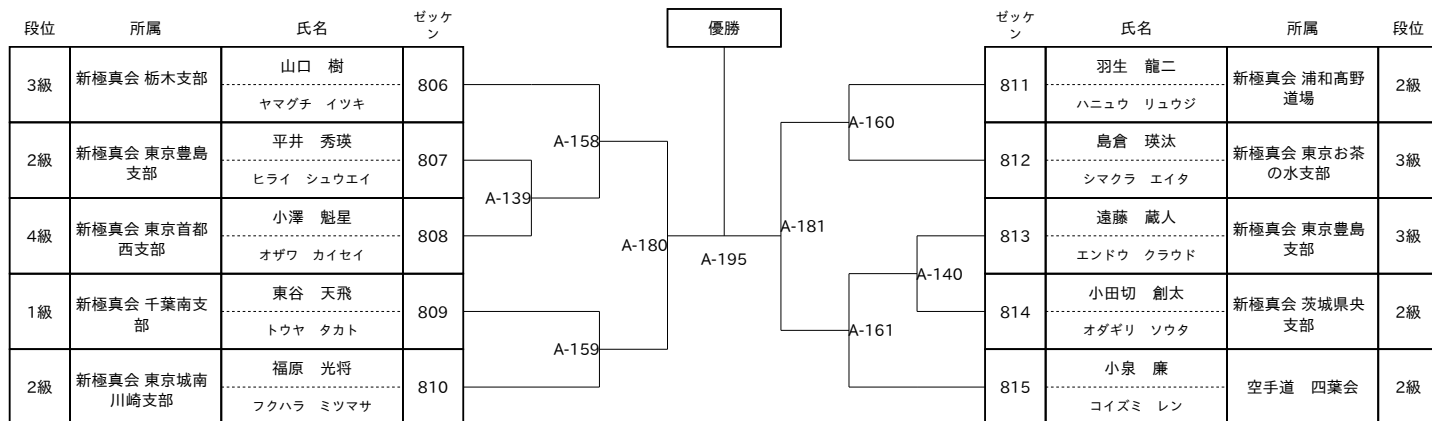 段位 所属 氏名 ゼッケ
ン
優勝
ゼッケ
ン
氏名 所属 段位
3級 新極真会 栃木支部 山口 樹 806
ヤマグチ イツキ
2級 新極真会 東京豊島
支部
平井 秀瑛 807
ヒライ シュウエイ
4級 新極真会 東京首都
西支部
小澤 魁星 808
オザワ カイセイ
1級 新極真会 千葉南支
部
東谷 天飛 809
トウヤ タカト
2級 新極真会 東京城南
川崎支部
福原 光将 810
フクハラ ミツマサ
A-158
A-139
A-180
A-159
A-195
A-160
A-181
A-140
A-161
811 羽生 龍二
ハニュウ リュウジ
新極真会 浦和髙野
道場
2級
812 島倉 瑛汰
シマクラ エイタ
新極真会 東京お茶
の水支部
3級
813 遠藤 蔵人
エンドウ クラウド
新極真会 東京豊島
支部
3級
814 小田切 創太
オダギリ ソウタ
新極真会 茨城県央
支部
2級
815 小泉 廉
コイズミ レン
空手道 四葉会
2級